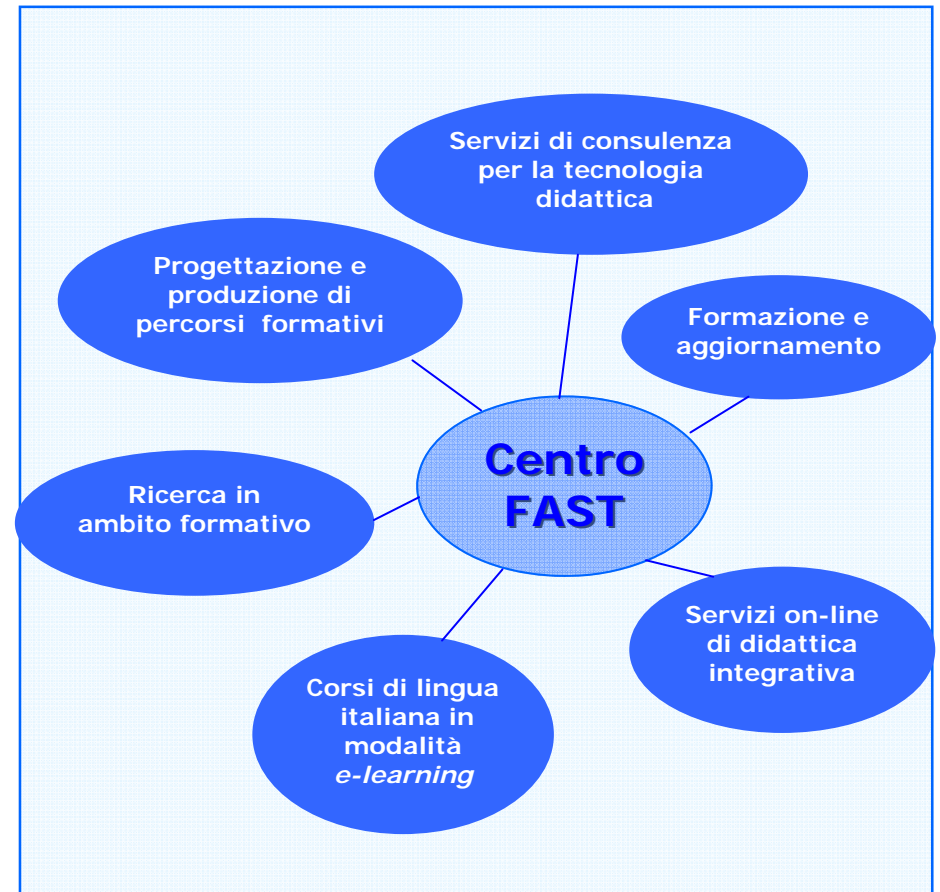 Servizi di consulenza
per la tecnologia
didattica
Progettazione e
produzione di
percorsi formativi
Formazione e
aggiornamento
Centro
FAST
Ricerca in
ambito formativo
Servizi on-line
di didattica
integrativa
Corsi di lingua
italiana in
modalità
e-learning